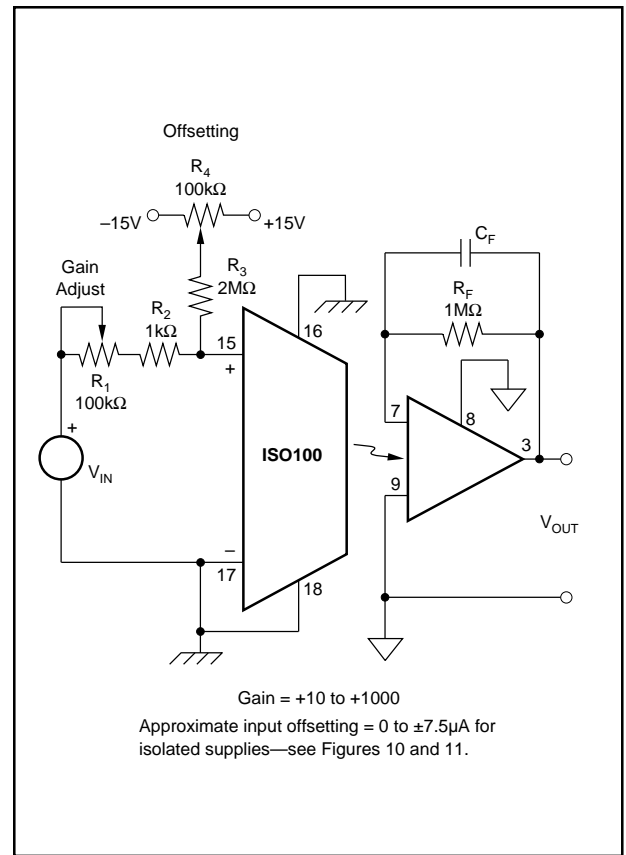 Offsetting
R4
100kΩ
–15V
+15V
Gain
Adjust
R3
2MΩ
R2
1kΩ
R1
100kΩ
15
+
16
+
VIN
ISO100
–
17
18
CF
RF
1MΩ
7
8
3
9
VOUT
Gain = +10 to +1000
Approximate input offsetting = 0 to ±7.5µA for
isolated supplies—see Figures 10 and 11.